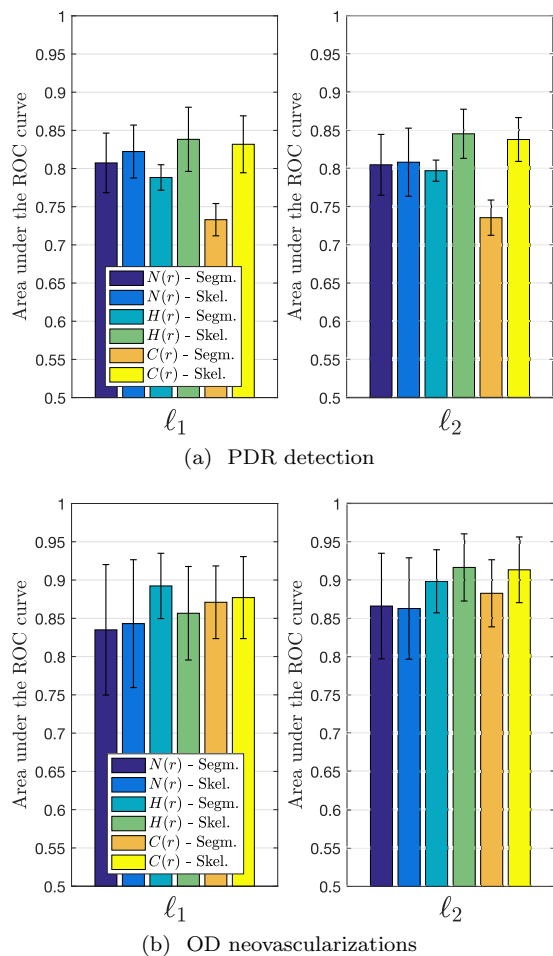 1
0.95
0.9
0.85
0.8
0.75
0.7
0.65
0.6
0.55
0.5
Area under the ROC curve
N(r) - Segm.
N(r) - Skel.
H(r) - Segm.
H(r) - Skel.
C(r) - Segm.
C(r) - Skel.
ℓ₁
1
0.95
0.9
0.85
0.8
0.75
0.7
0.65
0.6
0.55
0.5
Area under the ROC curve
ℓ₂
(a) PDR detection
1
0.95
0.9
0.85
0.8
0.75
0.7
0.65
0.6
0.55
0.5
Area under the ROC curve
N(r) - Segm.
N(r) - Skel.
H(r) - Segm.
H(r) - Skel.
C(r) - Segm.
C(r) - Skel.
ℓ₁
1
0.95
0.9
0.85
0.8
0.75
0.7
0.65
0.6
0.55
0.5
Area under the ROC curve
ℓ₂
(b) OD neovascularizations